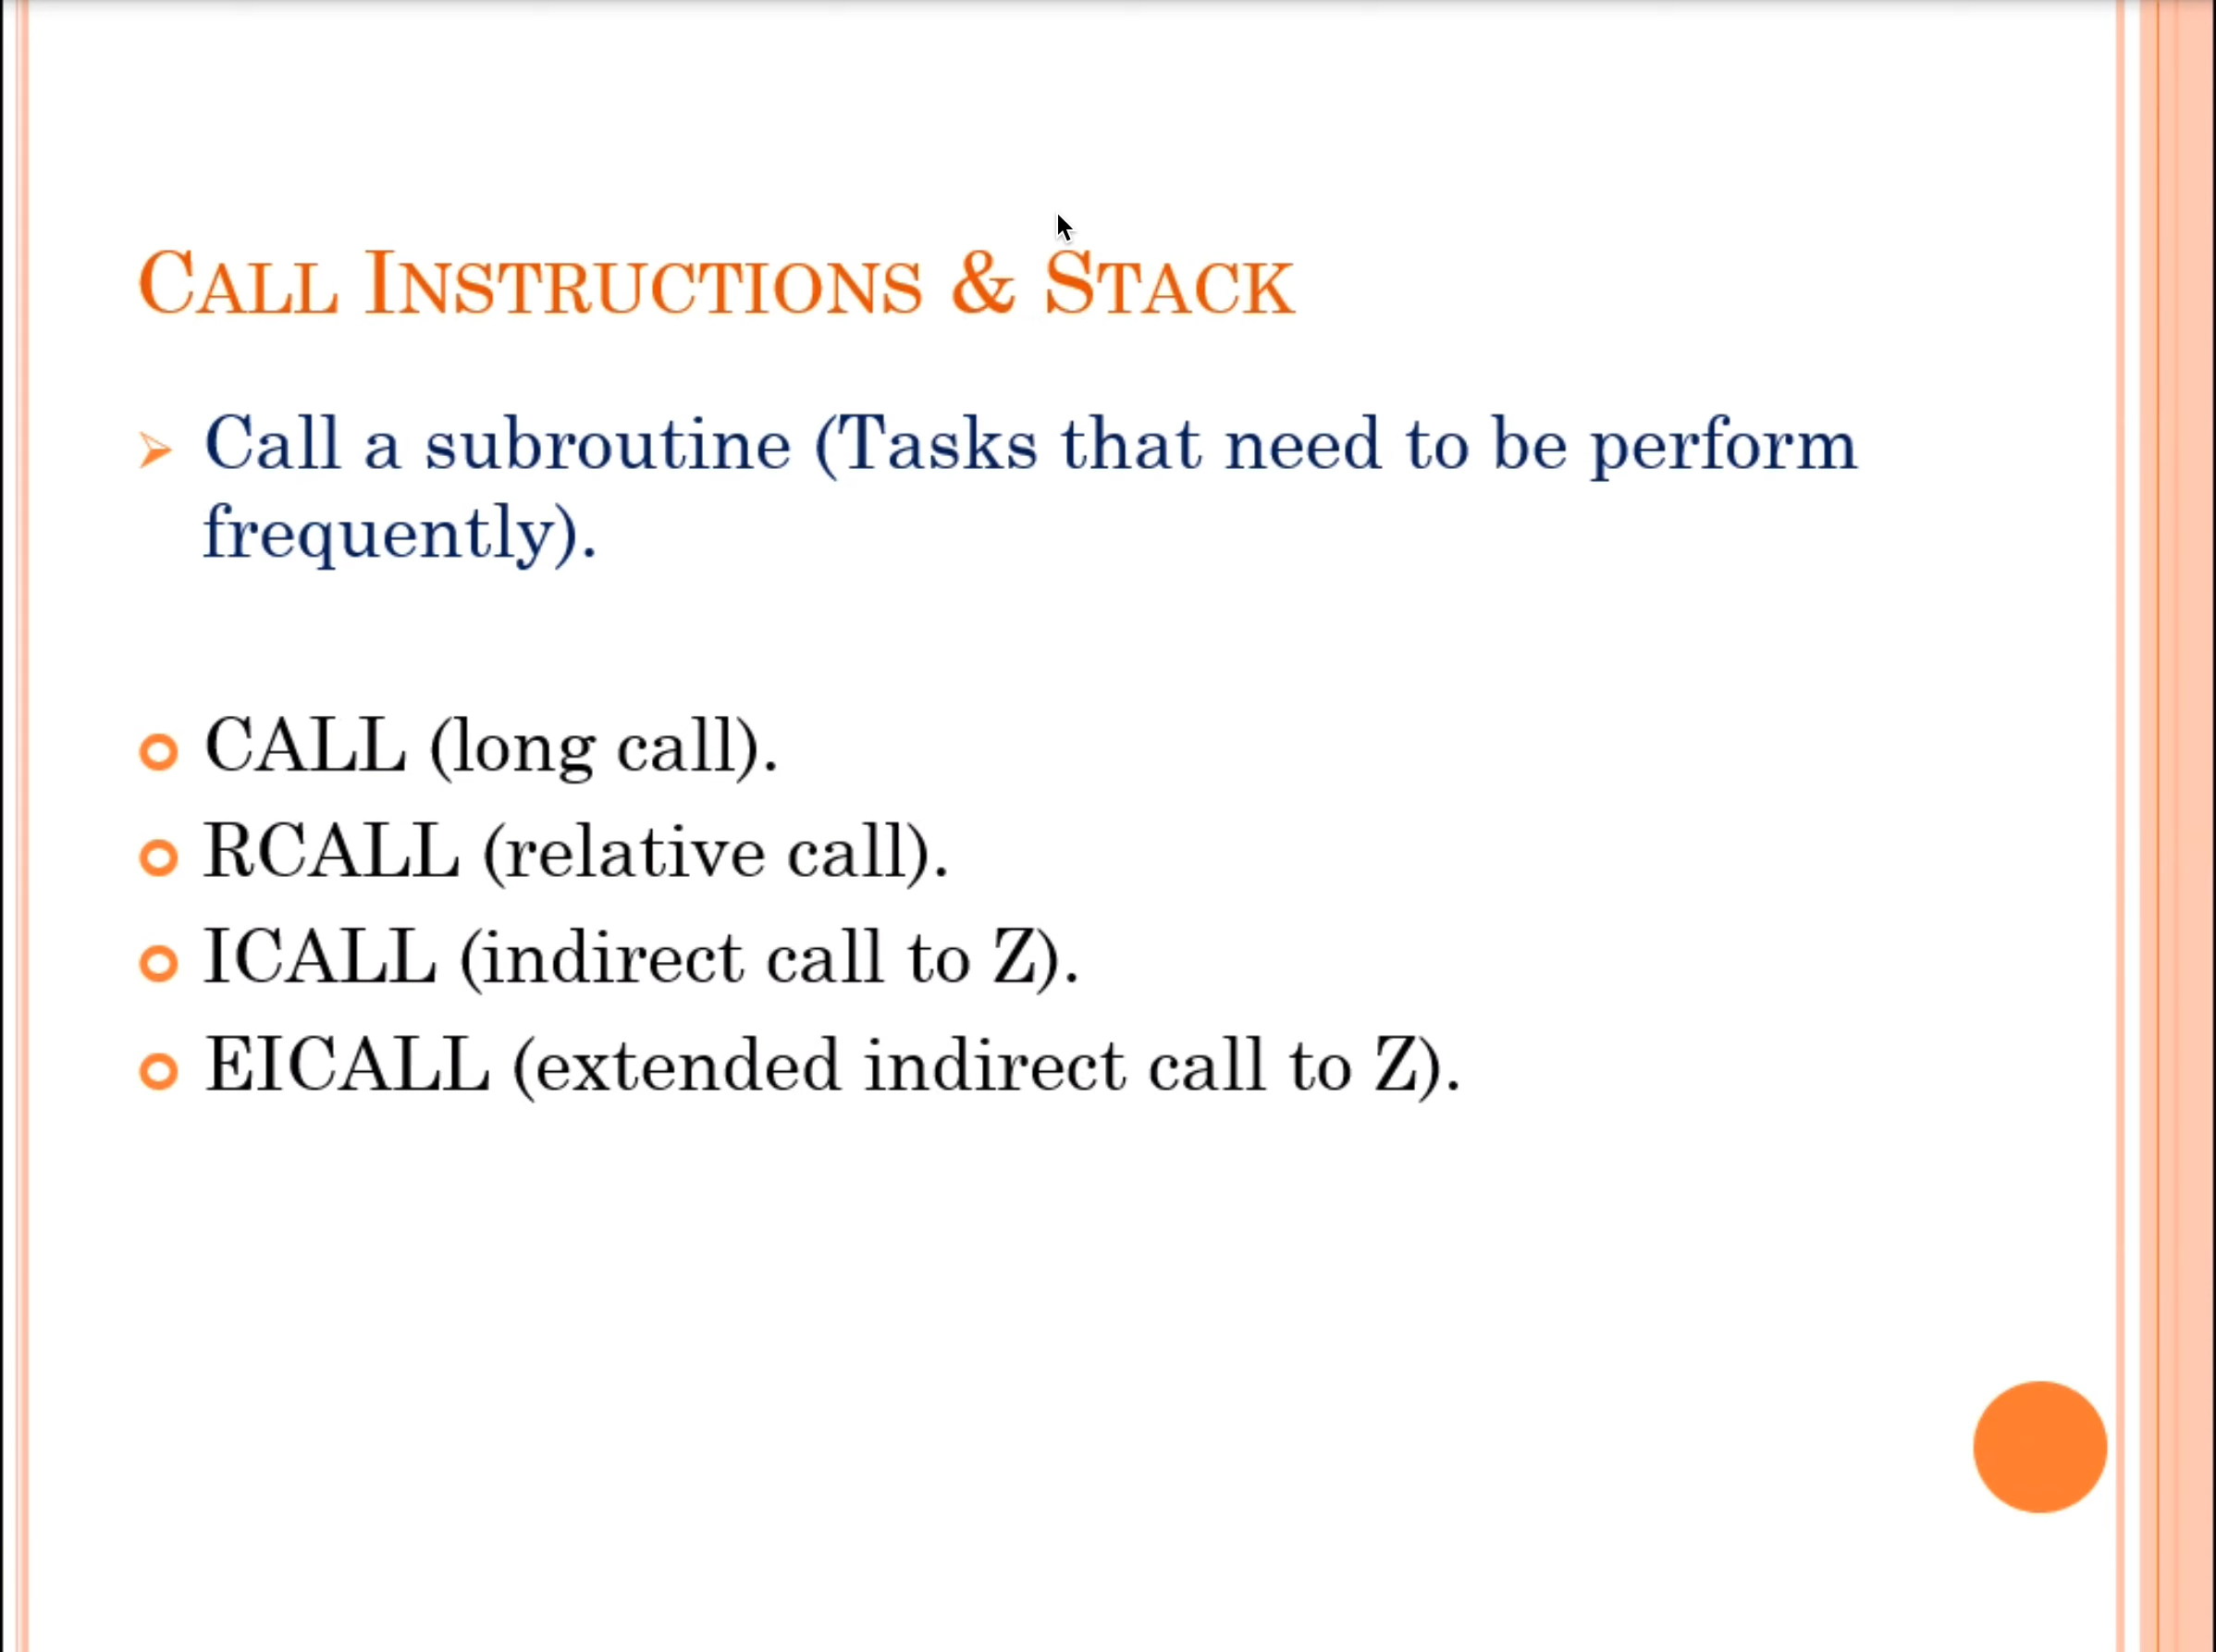 CALL INSTRUCTIONS & STACK
Call a subroutine (Tasks that need to be perform
frequently).
CALL (long call).
RCALL (relative call).
ICALL (indirect call to Z).
EICALL (extended indirect call to Z).